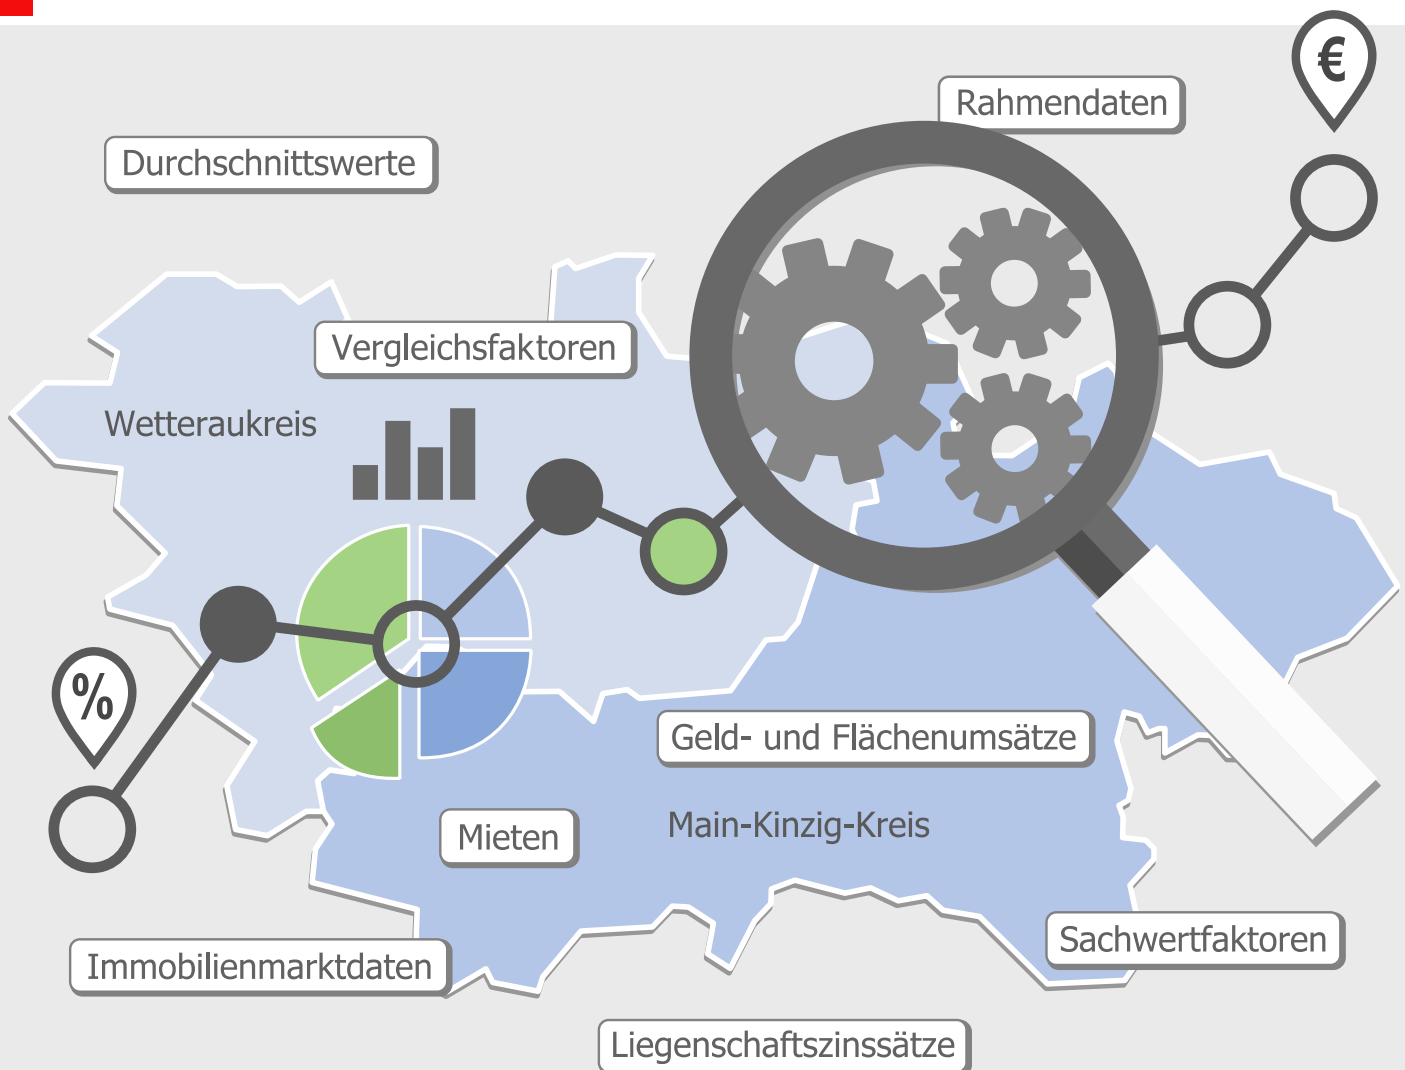 €
Rahmendaten
Durchschnittswerte
Vergleichsfaktoren
Wetteraukreis
%
Geld- und Flächenumsätze
Main-Kinzig-Kreis
Mieten
Sachwertfaktoren
Immobilienmarktdaten
Liegenschaftszinssätze